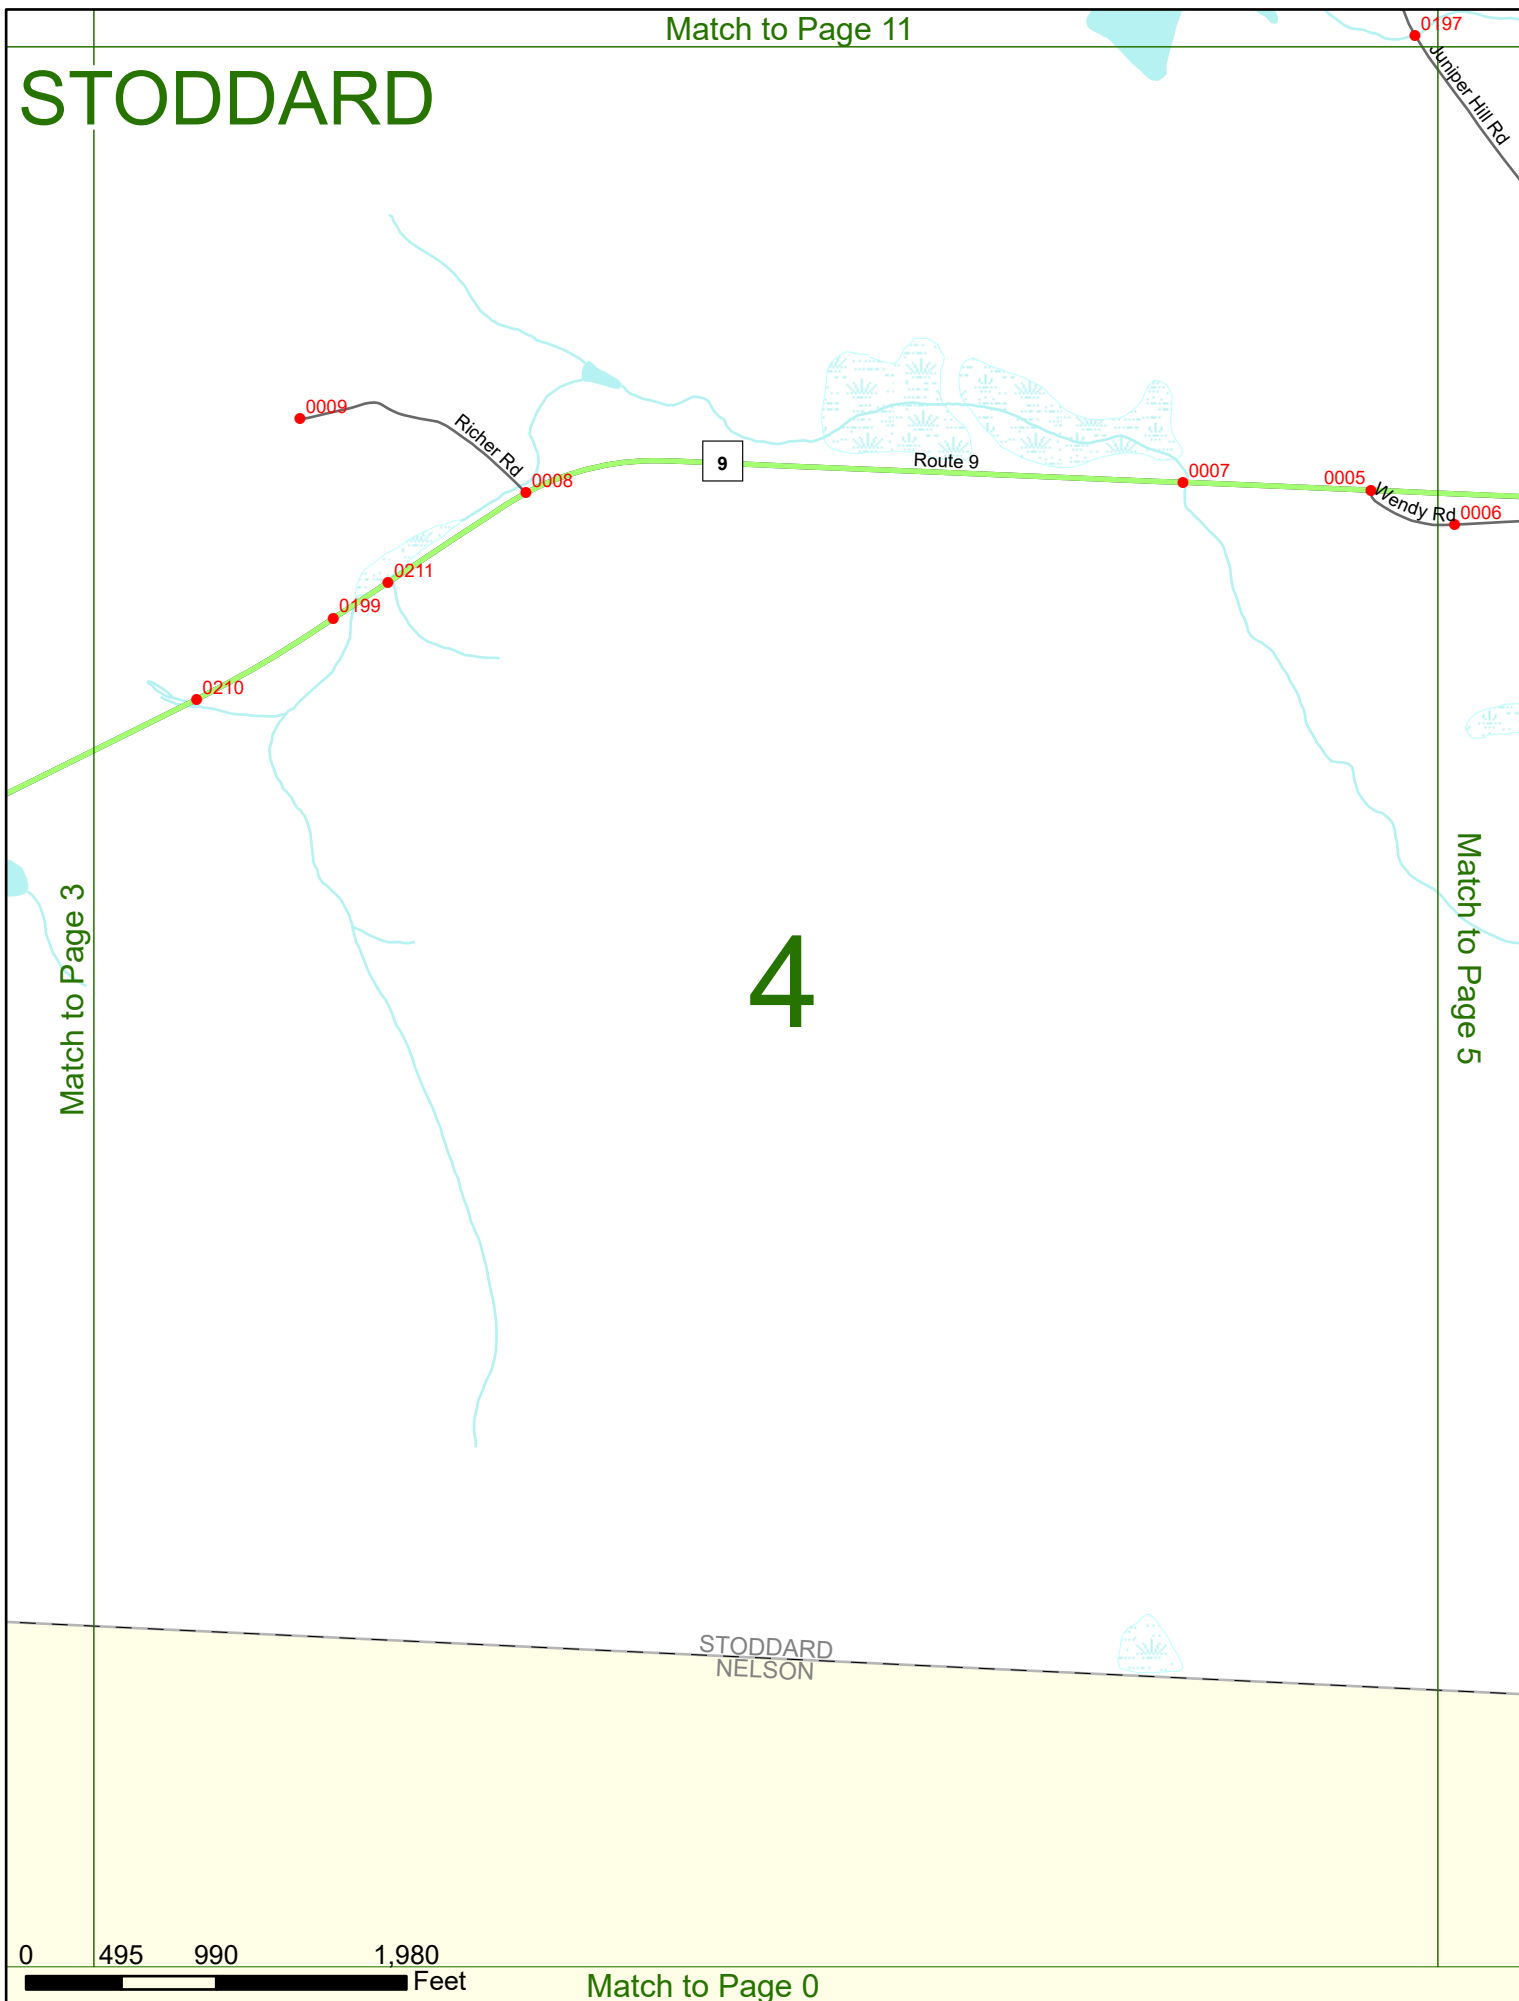 Match to Page 11
0197
Juniper Hill Rd
STODDARD
0009
Richer Rd
0008
9
Route 9
0007
0005
Wendy Rd
0006
0211
0199
0210
Match to Page 3
4
Match to Page 5
STODDARD
NELSON
0 495 990 1,980
Feet
Match to Page 0